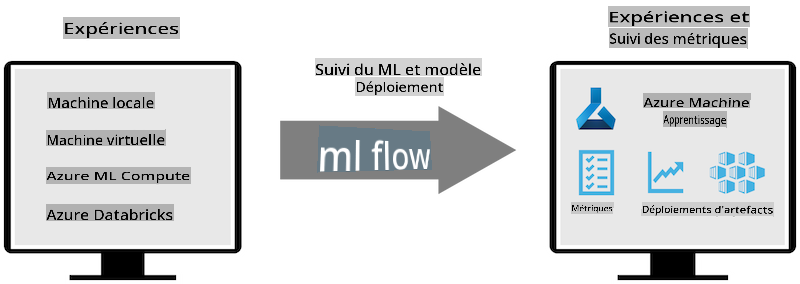 Expériences
Machine locale
Machine virtuelle
Azure ML Compute
Azure Databricks
Suivi du ML et modèle
Déploiement
ml flow
Expériences et
Suivi des métriques
Azure Machine
Apprentissage
Métriques
Déploiements d'artefacts